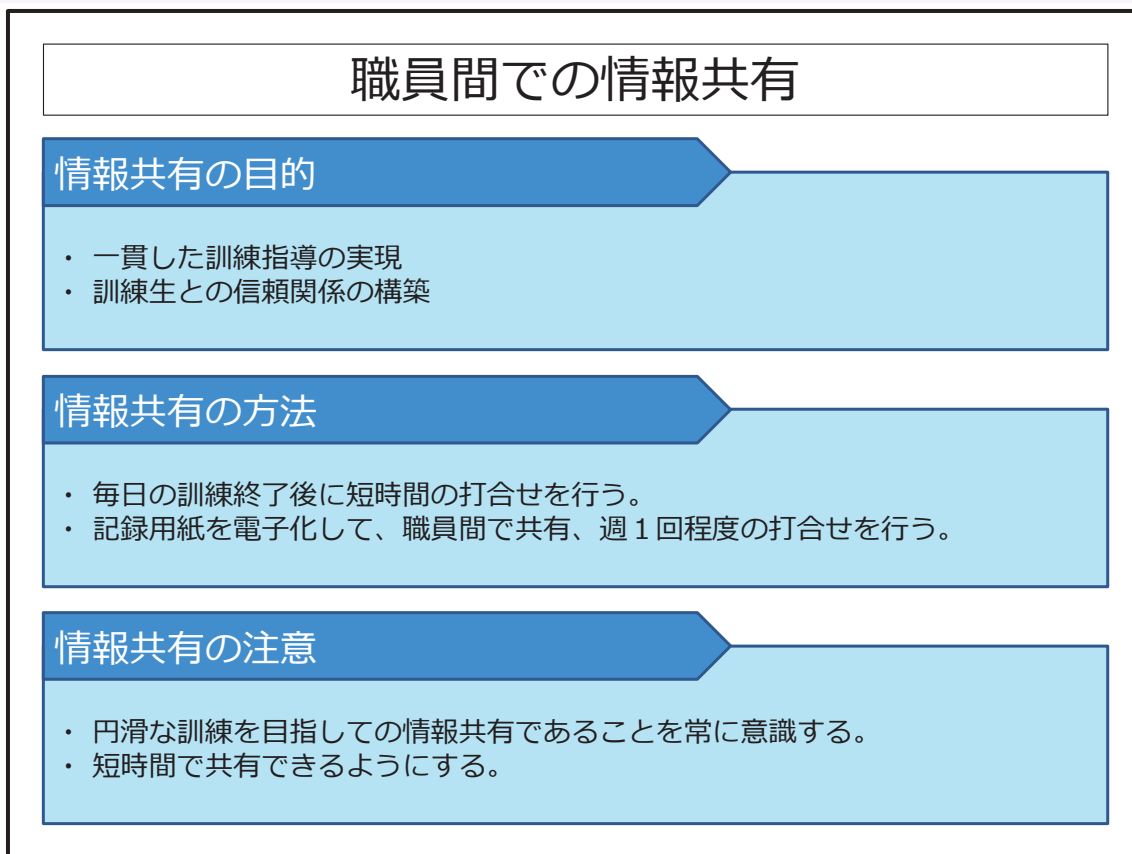 職員間での情報共有
情報共有の目的
・ 一貫した訓練指導の実現
・ 訓練生との信頼関係の構築
情報共有の方法
・ 毎日の訓練終了後に短時間の打合せを行う。
・ 記録用紙を電子化して、職員間で共有、週１回程度の打合せを行う。
情報共有の注意
・ 円滑な訓練を目指しての情報共有であることを常に意識する。
・ 短時間で共有できるようにする。